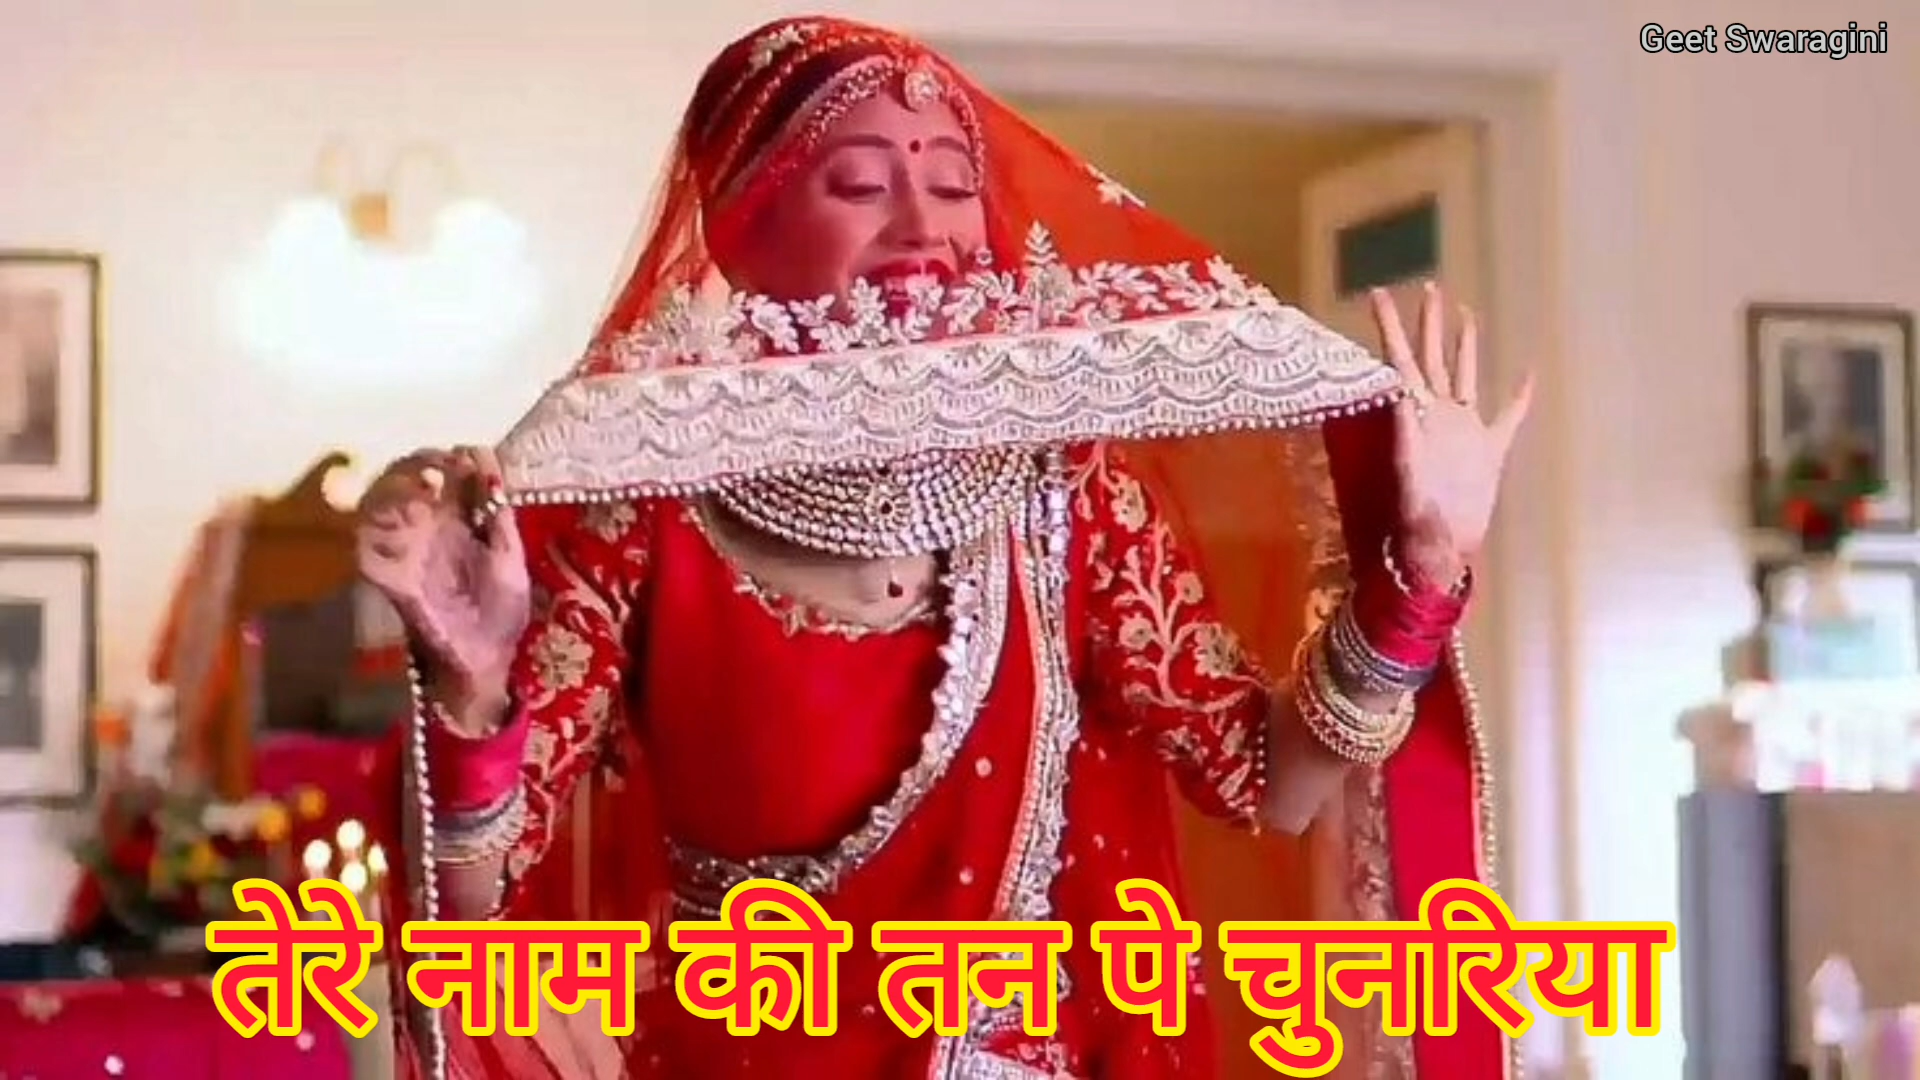 Geet Swaragini
तेरे नाम की तन पे चुनरिया